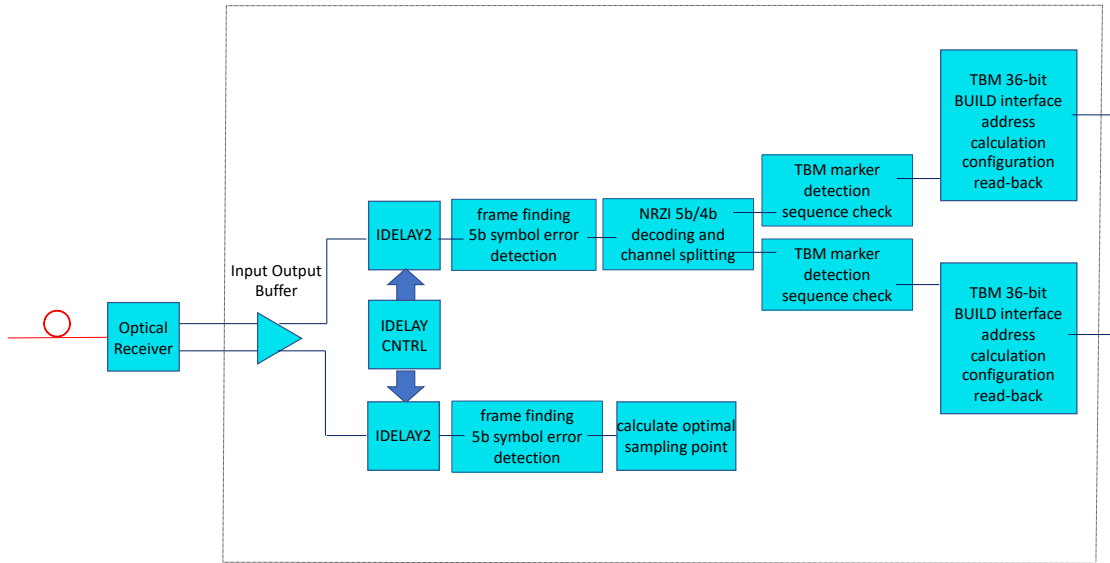 Optical
Receiver
Input Output
Buffer
IDELAY2
IDELAY
CNTRL
IDELAY2
frame finding
5b symbol error
detection
NRZI 5b/4b
decoding and
channel splitting
TBM marker
detection
sequence check
TBM 36-bit
BUILD interface
address
calculation
configuration
read-back
TBM marker
detection
sequence check
TBM 36-bit
BUILD interface
address
calculation
configuration
read-back
frame finding
5b symbol error
detection
calculate optimal
sampling point